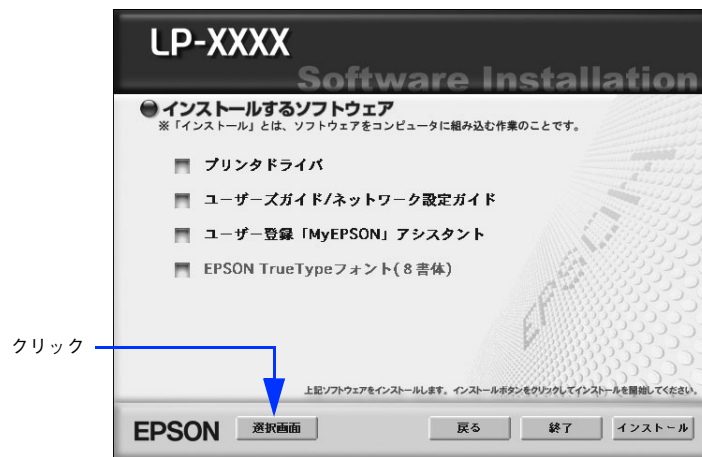 LP-XXXX
Software Installation
インストールするソフトウェア
※「インストール」とは、ソフトウェアをコンピュータに組み込む作業のことです。
プリンタドライバ
ユーザーズガイド/ネットワーク設定ガイド
ユーザー登録「MyEPSON」アシスタント
EPSON TrueTypeフォント(8書体)
EPSON
クリック
上記ソフトウェアをインストールします。インストールボタンをクリックしてインストールを開始してください。
EPSON 選択画面 戻る 終了 インストール